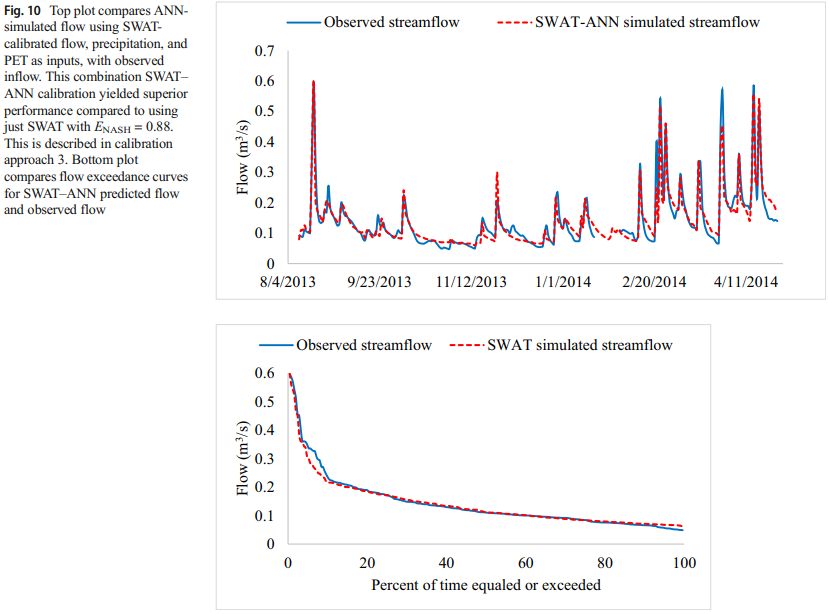 Fig. 10 Top plot compares ANN-
simulated flow using SWAT-
calibrated flow, precipitation, and
PET as inputs, with observed
inflow. This combination SWAT–
ANN calibration yielded superior
performance compared to using
just SWAT with ENASH = 0.88.
This is described in calibration
approach 3. Bottom plot
compares flow exceedance curves
for SWAT–ANN predicted flow
and observed flow
Observed streamflow SWAT-ANN simulated streamflow
Flow (m³/s)
0.7
0.6
0.5
0.4
0.3
0.2
0.1
0
8/4/2013 9/23/2013 11/12/2013 1/1/2014 2/20/2014 4/11/2014
Observed streamflow SWAT simulated streamflow
Flow (m³/s)
0.6
0.5
0.4
0.3
0.2
0.1
0
0 20 40 60 80 100
Percent of time equaled or exceeded